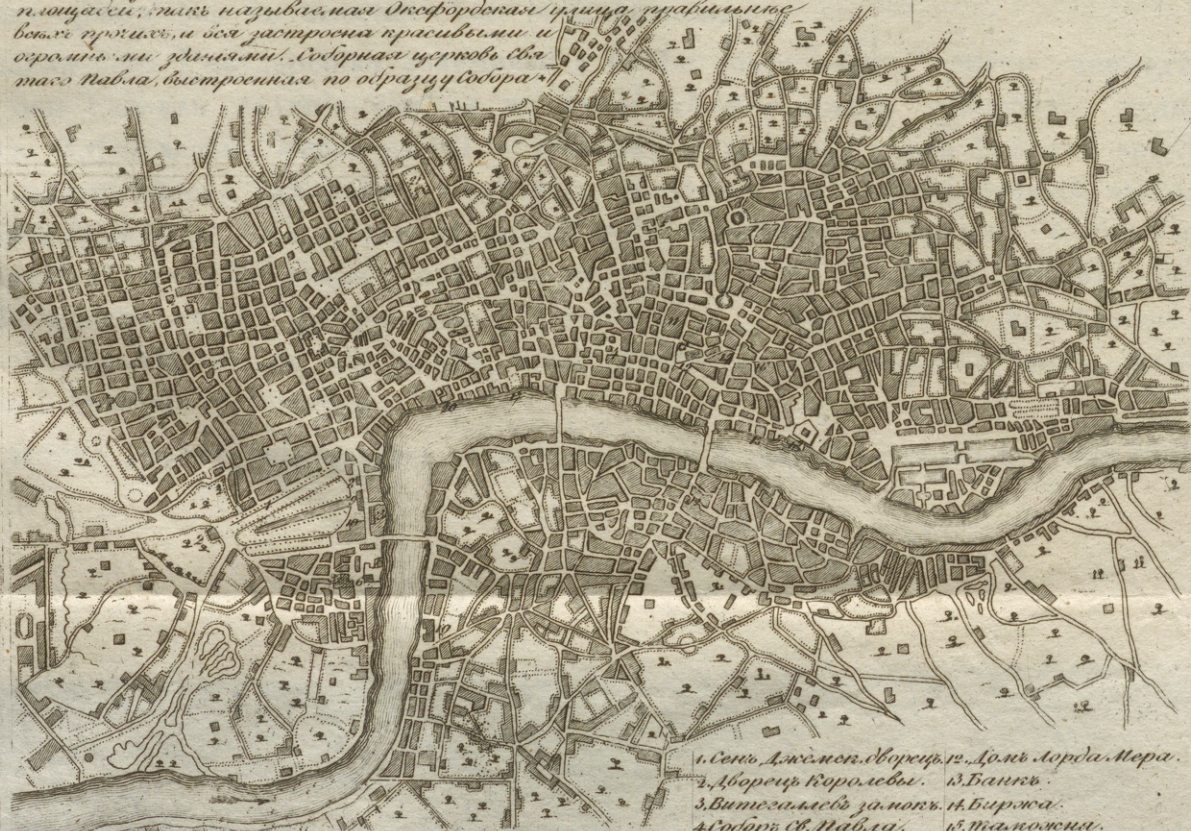 площадей; такъ называемая Оксфордская улица правильнѣе
всѣхъ прочихъ, и вся застроена красивыми и
огромными зданіями. Соборная церковь Свя
таго Павла, выстроенная по образцу Собора
1. Сенъ Джемск. дворецъ.
2. Дворецъ Королевы.
3. Витегаллевъ замокъ.
4. Соборъ Св. Павла.
12. Домъ Лорда Мера.
13. Банкъ.
14. Биржа.
15. Таможня.